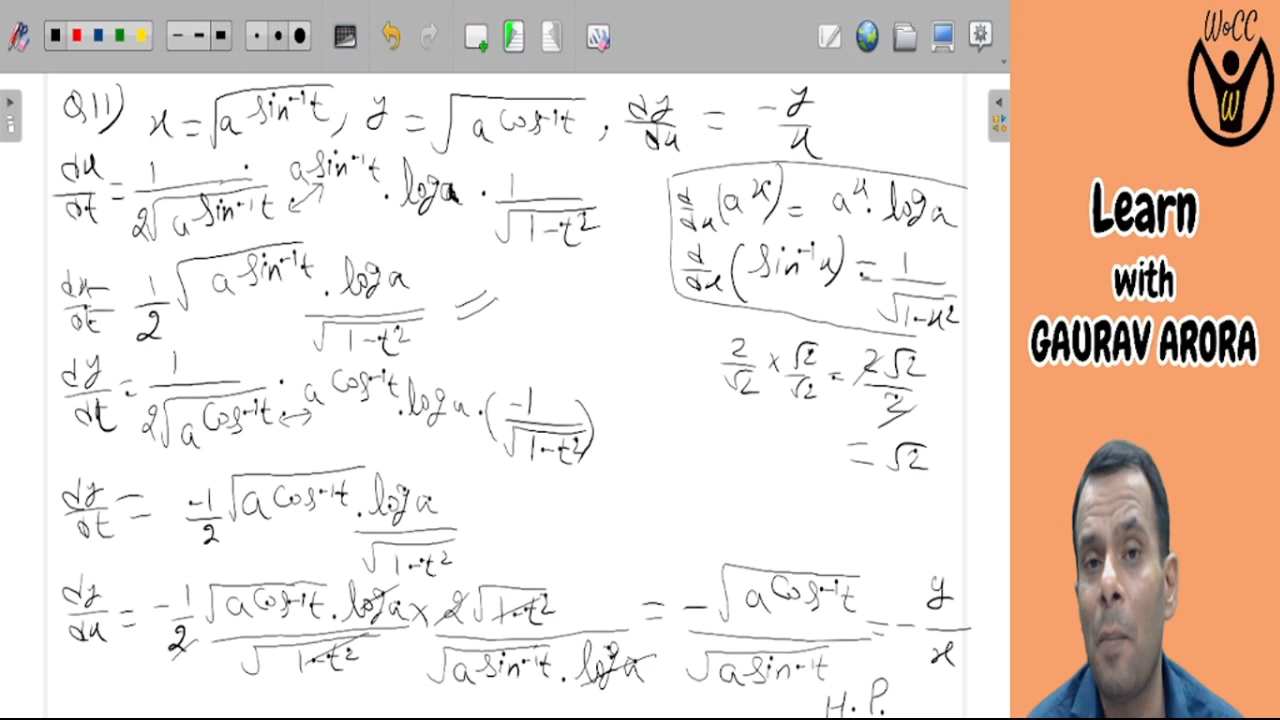 Q11) x = √(a^(sin⁻¹t)), y = √(a^(cos⁻¹t)), dy/dx = -y/x
dx/dt = 1/(2√(a^(sin⁻¹t))) · a^(sin⁻¹t) · log a · 1/√(1-t²)
dx/dt = 1/2 √(a^(sin⁻¹t)) · log a/√(1-t²)
dy/dt = 1/(2√(a^(cos⁻¹t))) · a^(cos⁻¹t) · log a · (-1/√(1-t²))
dy/dt = -1/2 √(a^(cos⁻¹t)) · log a/√(1-t²)
dy/dx = -1/2 √(a^(cos⁻¹t)) · log a/√(1-t²) × 2√(1-t²)/(√(a^(sin⁻¹t)) · log a) = -√(a^(cos⁻¹t))/√(a^(sin⁻¹t)) = -y/x
H.P.
d/dx (a^x) = a^x · log a
d/dx (sin⁻¹x) = 1/√(1-x²)
2/√2 × √2/√2 = 2√2/2
= √2
WOCC
W
Learn
with
GAURAV ARORA